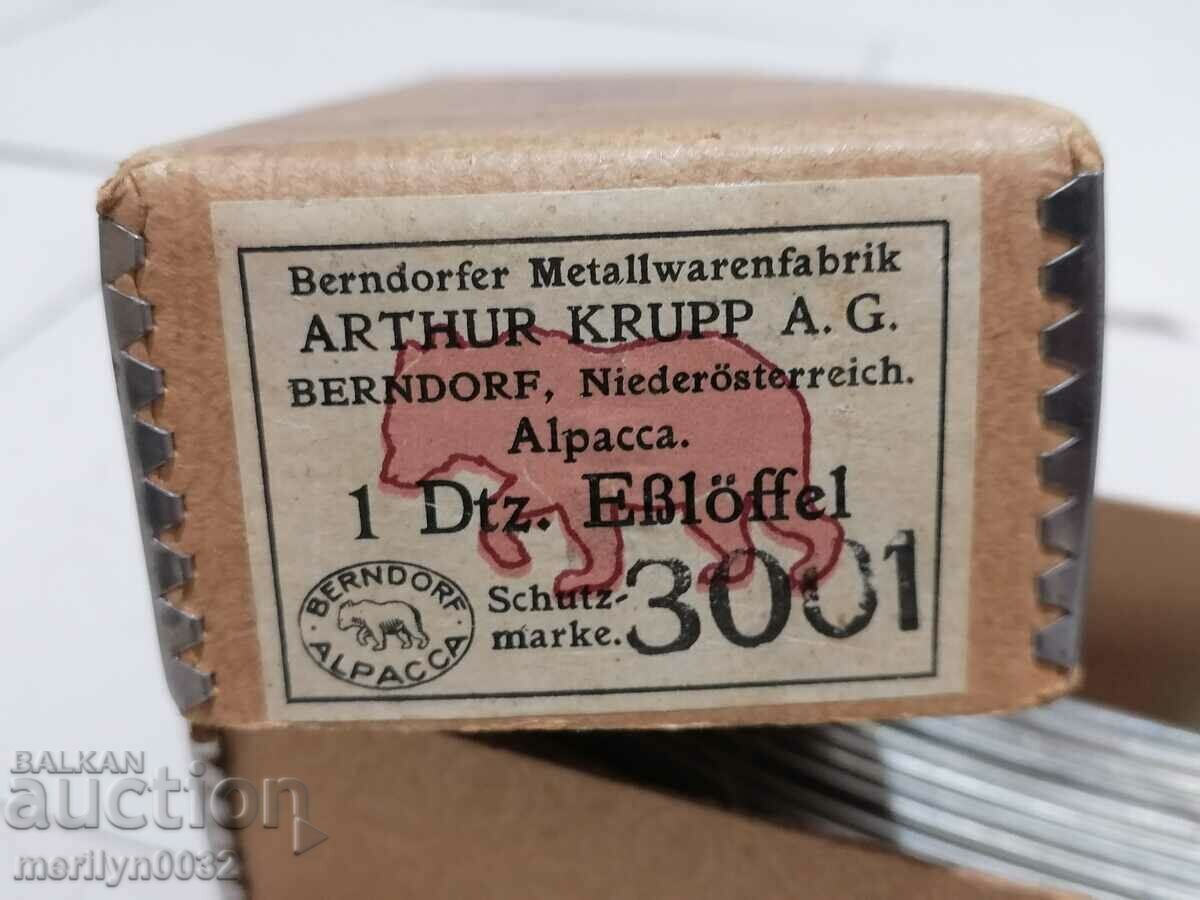 Berndorfer Metallwarenfabrik
ARTHUR KRUPP A. G.
BERNDORF, Niederösterreich.
Alpacca.
1 Dtz. Eßlöffel
BERNDORF
ALPACCA
Schutz-
marke.
3001
BALKAN
auction
merilyn0032